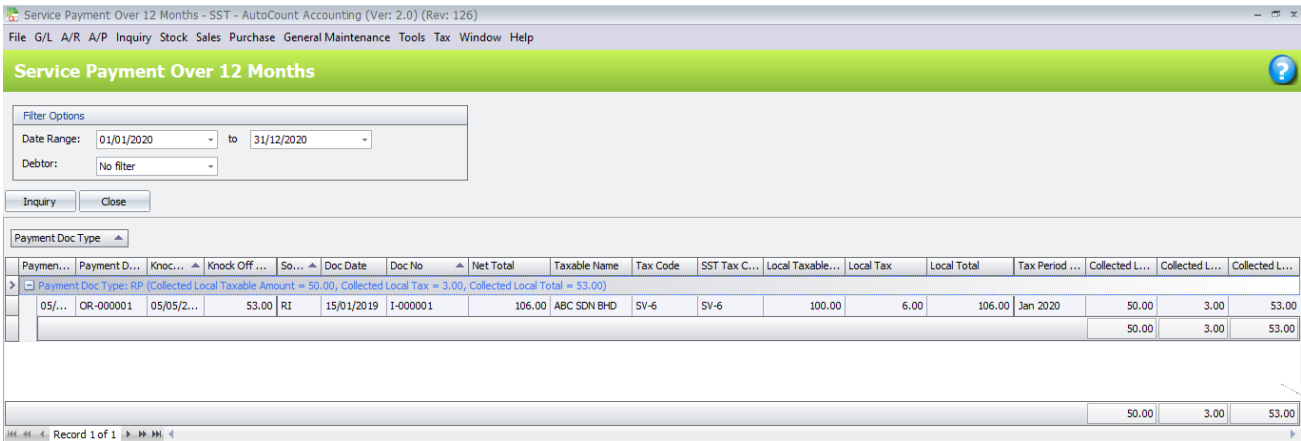 Service Payment Over 12 Months - SST - AutoCount Accounting (Ver: 2.0) (Rev: 126)
File G/L A/R A/P Inquiry Stock Sales Purchase General Maintenance Tools Tax Window Help
Service Payment Over 12 Months
?
Filter Options
Date Range: 01/01/2020 to 31/12/2020
Debtor: No filter
Inquiry Close
Payment Doc Type
Paymen... Payment D... Knoc... Knock Off ... So... Doc Date Doc No Net Total Taxable Name Tax Code SST Tax C... Local Taxable... Local Tax Local Total Tax Period ... Collected L... Collected L... Collected L...
Payment Doc Type: RP (Collected Local Taxable Amount = 50.00, Collected Local Tax = 3.00, Collected Local Total = 53.00)
05/... OR-000001 05/05/2... 53.00 RI 15/01/2019 I-000001 106.00 ABC SDN BHD SV-6 SV-6 100.00 6.00 106.00 Jan 2020 50.00 3.00 53.00
50.00 3.00 53.00
50.00 3.00 53.00
Record 1 of 1